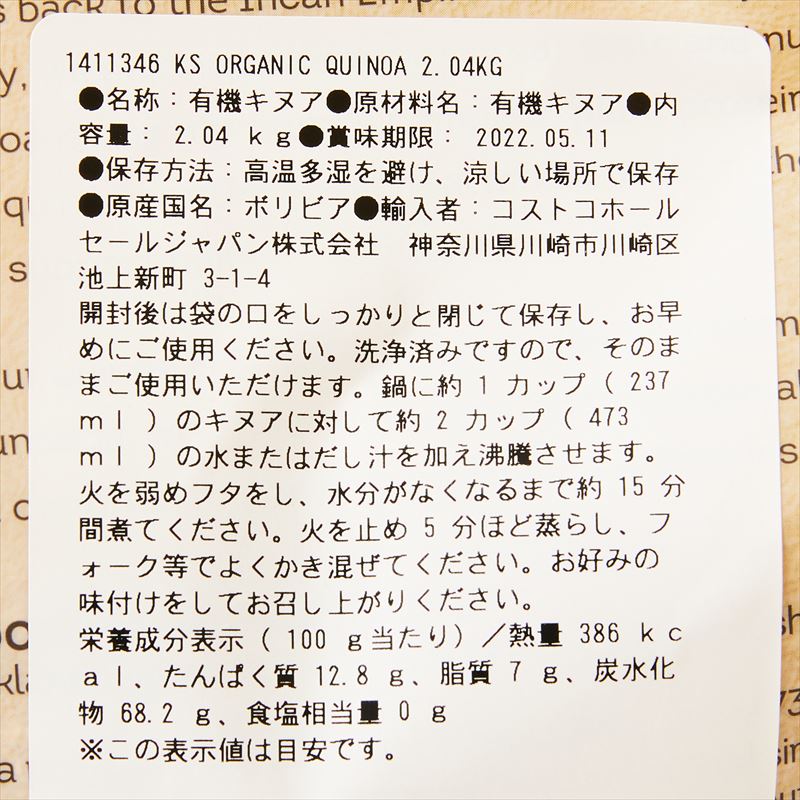 s back to the Incan Empi
1411346 KS ORGANIC QUINOA 2.04KG
●名称：有機キヌア●原材料名：有機キヌア●内
容量： 2.04 ｋｇ●賞味期限： 2022.05.11
●保存方法：高温多湿を避け、涼しい場所で保存
●原産国名：ボリビア●輸入者：コストコホール
セールジャパン株式会社　神奈川県川崎市川崎区
池上新町 3-1-4
開封後は袋の口をしっかりと閉じて保存し、お早
めにご使用ください。洗浄済みですので、そのま
まご使用いただけます。鍋に約 1 カップ（ 237
ｍｌ ）のキヌアに対して約 2 カップ（ 473
ｍｌ ）の水またはだし汁を加え沸騰させます。
火を弱めフタをし、水分がなくなるまで約 15 分
間煮てください。火を止め 5 分ほど蒸らし、フ
ォーク等でよくかき混ぜてください。お好みの
味付けをしてお召し上がりください。
栄養成分表示（ 100 ｇ当たり）／熱量 386 ｋｃ
ａｌ、たんぱく質 12.8 ｇ、脂質 7 ｇ、炭水化
物 68.2 ｇ、食塩相当量 0 ｇ
※この表示値は目安です。